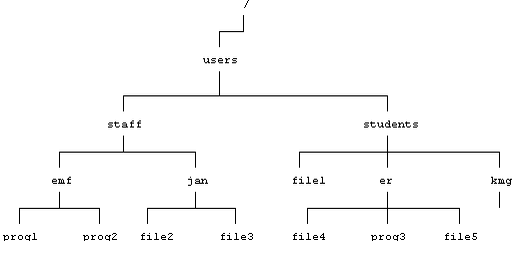 /
users
staff students
emf jan file1 er kmg
prog1 prog2 file2 file3 file4 prog3 file5